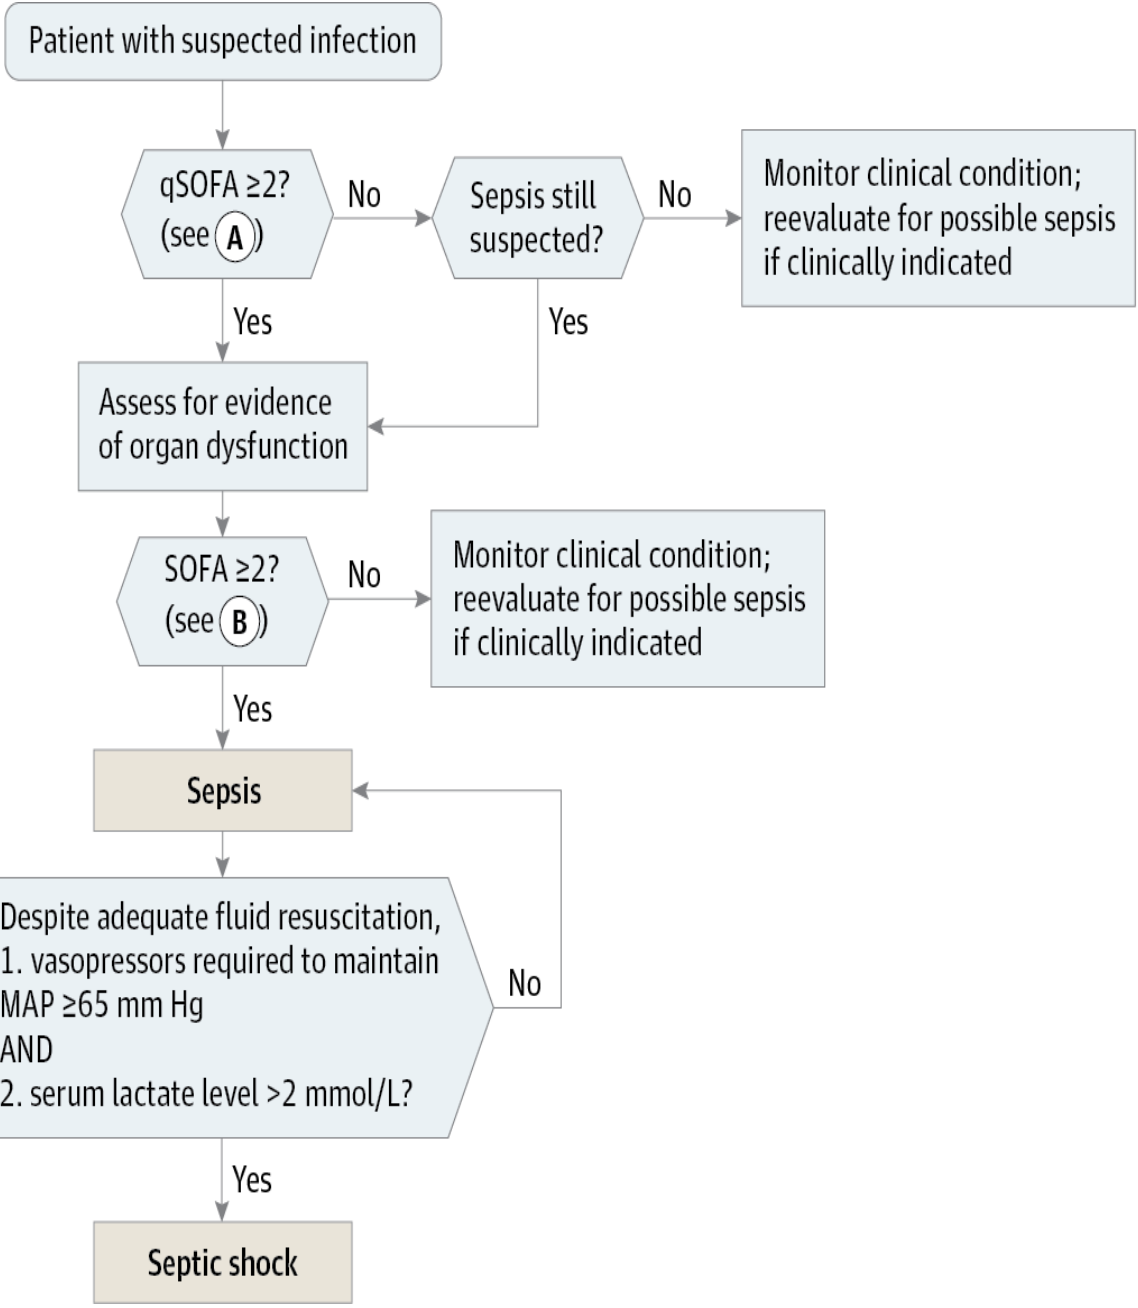 Patient with suspected infection
qSOFA ≥2?
(see A)
No
Sepsis still
suspected?
No
Monitor clinical condition;
reevaluate for possible sepsis
if clinically indicated
Yes
Yes
Assess for evidence
of organ dysfunction
SOFA ≥2?
(see B)
No
Monitor clinical condition;
reevaluate for possible sepsis
if clinically indicated
Yes
Sepsis
Despite adequate fluid resuscitation,
1. vasopressors required to maintain
MAP ≥65 mm Hg
AND
2. serum lactate level >2 mmol/L?
No
Yes
Septic shock